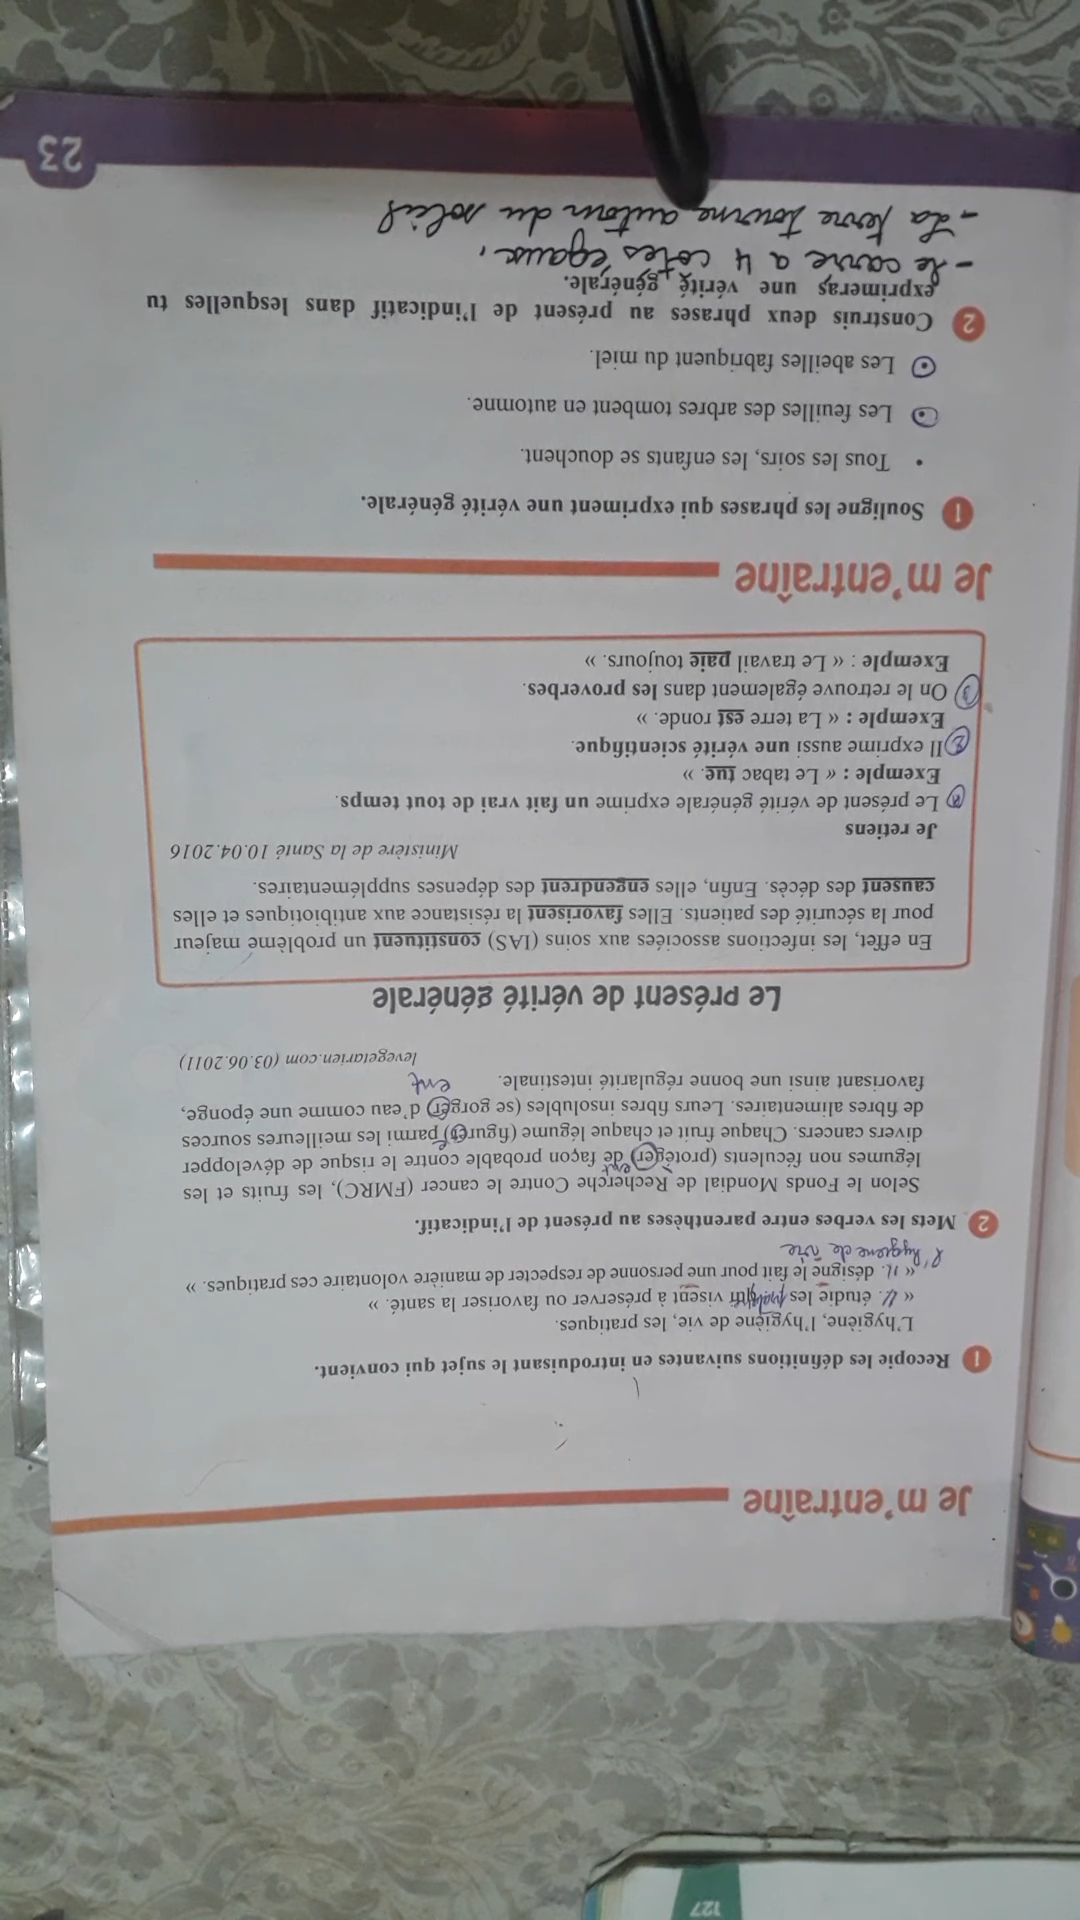 Je m'entraîne
1 Recopie les définitions suivantes en introduisant le sujet qui convient.
L'hygiène, l'hygiène de vie, les pratiques.
« ... étudie les qui visent à préserver ou favoriser la santé. »
« ... désigne le fait pour une personne de respecter de manière volontaire ces pratiques. »
l'hygiene de vie
2 Mets les verbes entre parenthèses au présent de l'indicatif.
Selon le Fonds Mondial de Recherche Contre le cancer (FMRC), les fruits et les
ent
légumes non féculents (protéger) de façon probable contre le risque de développer
divers cancers. Chaque fruit et chaque légume (figurer) parmi les meilleures sources
de fibres alimentaires. Leurs fibres insolubles (se gorger) d'eau comme une éponge,
ent
favorisant ainsi une bonne régularité intestinale.
levegetarien.com (03.06.2011)
Le présent de vérité générale
En effet, les infections associées aux soins (IAS) constituent un problème majeur
pour la sécurité des patients. Elles favorisent la résistance aux antibiotiques et elles
causent des décès. Enfin, elles engendrent des dépenses supplémentaires.
Ministère de la Santé 10.04.2016
Je retiens
Le présent de vérité générale exprime un fait vrai de tout temps.
Exemple : « Le tabac tue. »
2 Il exprime aussi une vérité scientifique.
Exemple : « La terre est ronde. »
3 On le retrouve également dans les proverbes.
Exemple : « Le travail paie toujours. »
Je m'entraîne
1 Souligne les phrases qui expriment une vérité générale.
• Tous les soirs, les enfants se douchent.
• Les feuilles des arbres tombent en automne.
• Les abeilles fabriquent du miel.
2 Construis deux phrases au présent de l'indicatif dans lesquelles tu
exprimeras une vérité générale.
- Le carre a 4 cotes égaux.
- La terre tourne autour du soleil
23
127